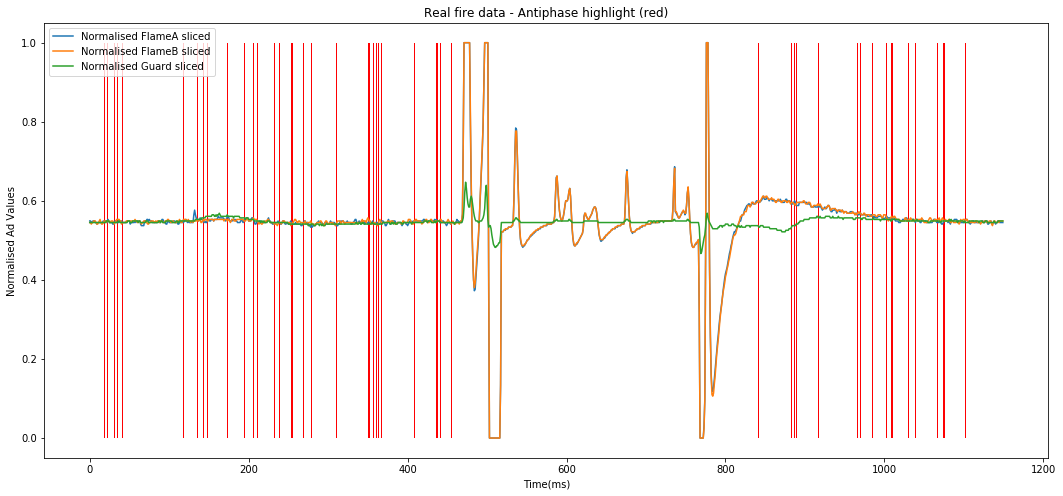 Real fire data - Antiphase highlight (red)
Normalised FlameA sliced
Normalised FlameB sliced
Normalised Guard sliced
Normalised Ad Values
1.0
0.8
0.6
0.4
0.2
0.0
0
200
400
600
800
1000
1200
Time(ms)